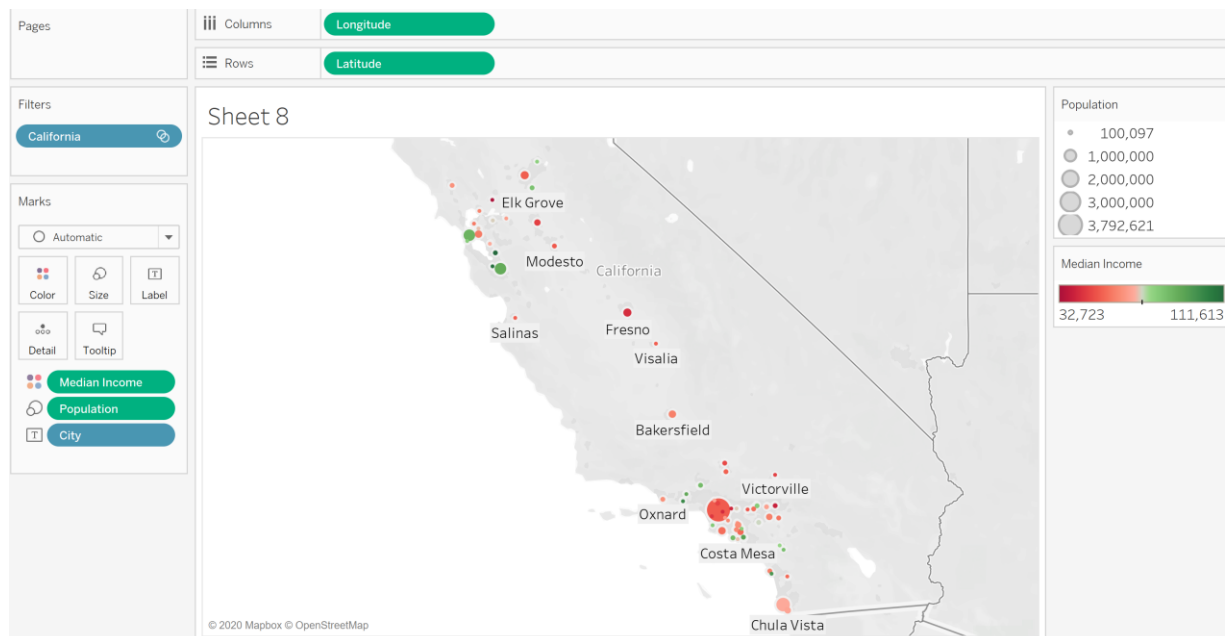 Pages
Columns
Longitude
Rows
Latitude
Filters
California
Marks
Automatic
Color
Size
Label
T
Detail
Tooltip
Median Income
Population
T
City
Sheet 8
Elk Grove
Modesto
California
Salinas
Fresno
Visalia
Bakersfield
Victorville
Oxnard
Costa Mesa
Chula Vista
© 2020 Mapbox © OpenStreetMap
Population
100,097
1,000,000
2,000,000
3,000,000
3,792,621
Median Income
32,723 111,613